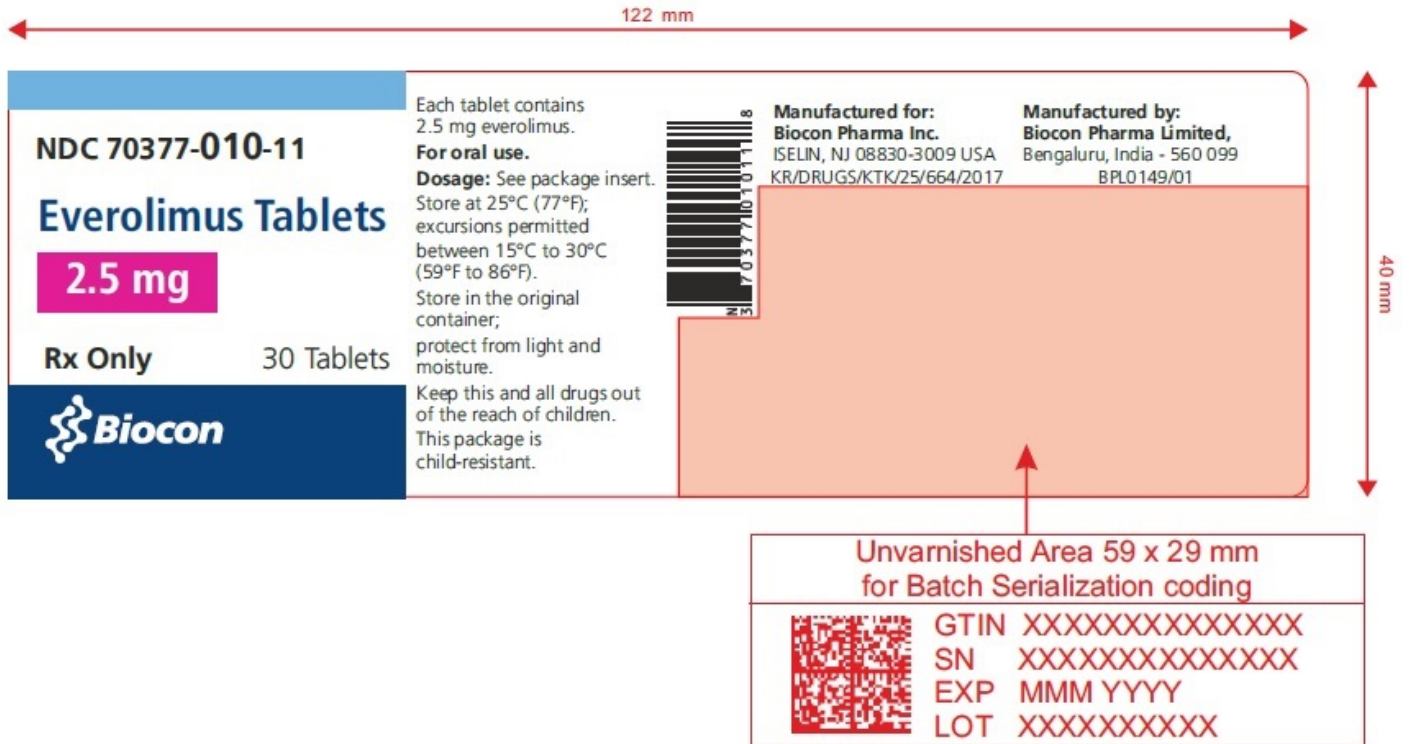 122 mm
NDC 70377-010-11
Everolimus Tablets
2.5 mg
Rx Only
30 Tablets
Biocon
Each tablet contains
2.5 mg everolimus.
For oral use.
Dosage: See package insert.
Store at 25°C (77°F);
excursions permitted
between 15°C to 30°C
(59°F to 86°F).
Store in the original
container;
protect from light and
moisture.
Keep this and all drugs out
of the reach of children.
This package is
child-resistant.
N
3 70377 01011 8
Manufactured for:
Biocon Pharma Inc.
ISELIN, NJ 08830-3009 USA
KR/DRUGS/KTK/25/664/2017
Manufactured by:
Biocon Pharma Limited,
Bengaluru, India - 560 099
BPL0149/01
40 mm
Unvarnished Area 59 x 29 mm
for Batch Serialization coding
GTIN XXXXXXXXXXXXXX
SN XXXXXXXXXXXXXX
EXP MMM YYYY
LOT XXXXXXXXXX